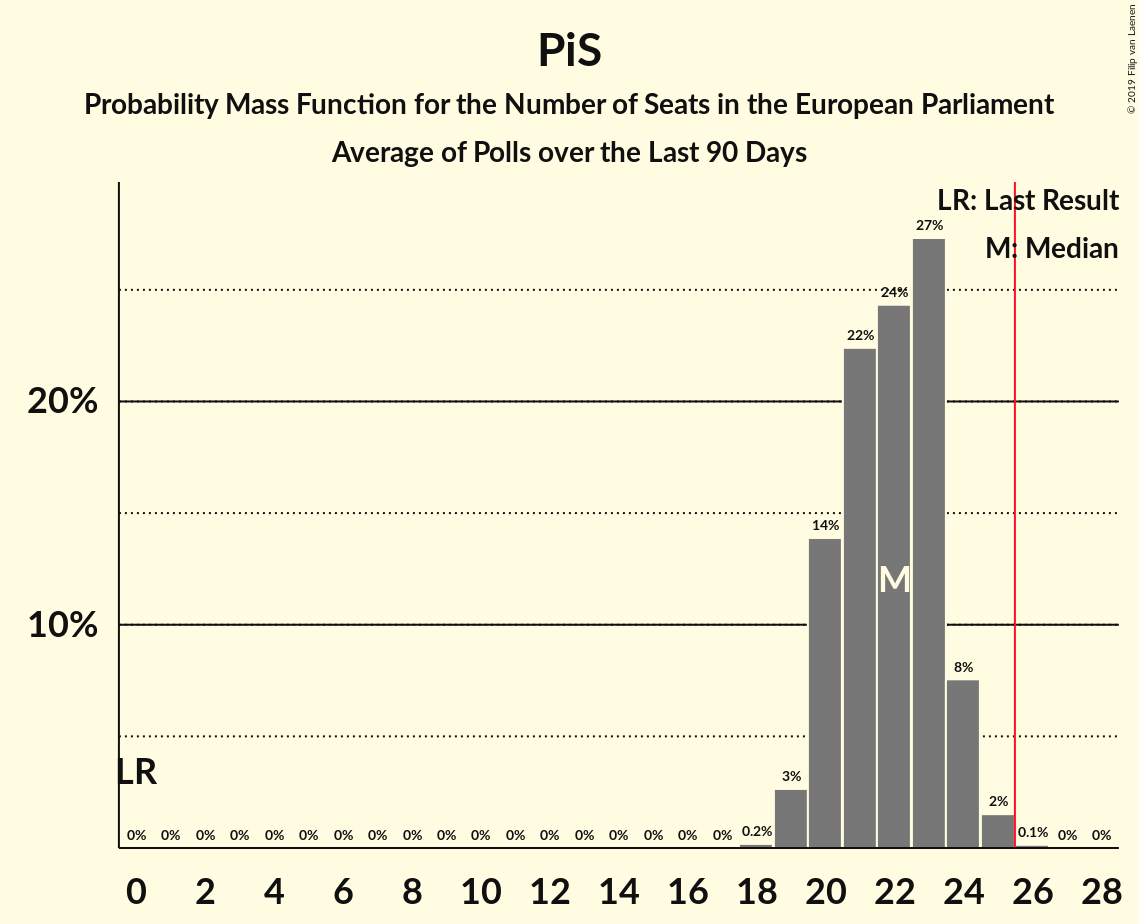 PiS
Probability Mass Function for the Number of Seats in the European Parliament
Average of Polls over the Last 90 Days
© 2019 Filip van Laenen
LR: Last Result
M: Median
27%
24%
22%
20%
14%
M
10%
8%
LR
3%
2%
0% 0% 0% 0% 0% 0% 0% 0% 0% 0% 0% 0% 0% 0% 0% 0% 0% 0% 0.2% 0.1% 0% 0%
0 2 4 6 8 10 12 14 16 18 20 22 24 26 28